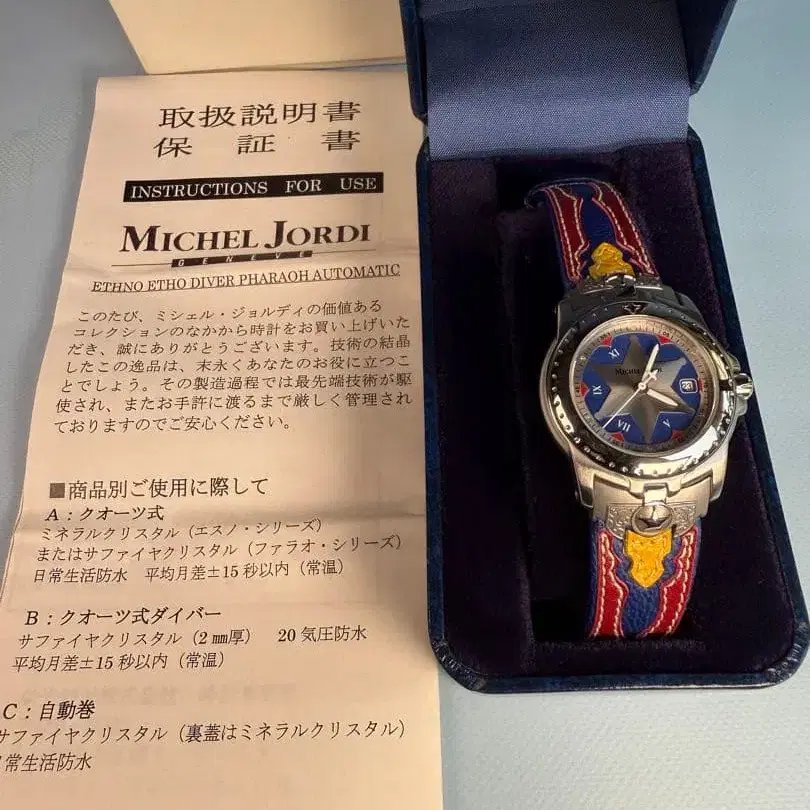 取扱説明書
保証書
INSTRUCTIONS FOR USE
MICHEL JORDI
GENEVE
ETHNO ETHO DIVER PHARAOH AUTOMATIC
このたび、ミシェル・ジョルディの価値ある
コレクションのなかから時計をお買い上げいた
だき、誠にありがとうございます。技術の結晶
したこの逸品は、末永くあなたのお役に立つこ
とでしょう。その製造過程では最先端技術が駆
使され、またお手許に渡るまで厳しく管理されて
おりますのでご安心ください。
■商品別ご使用に際して
A：クオーツ式
ミネラルクリスタル（エスノ・シリーズ）
またはサファイヤクリスタル（ファラオ・シリーズ）
日常生活防水 平均月差±15秒以内（常温）
B：クオーツ式ダイバー
サファイヤクリスタル（2㎜厚） 20気圧防水
平均月差±15秒以内（常温）
C：自動巻
サファイヤクリスタル（裏蓋はミネラルクリスタル）
常生活防水
XI
MICHEL JORDI
IX
23
VII
V